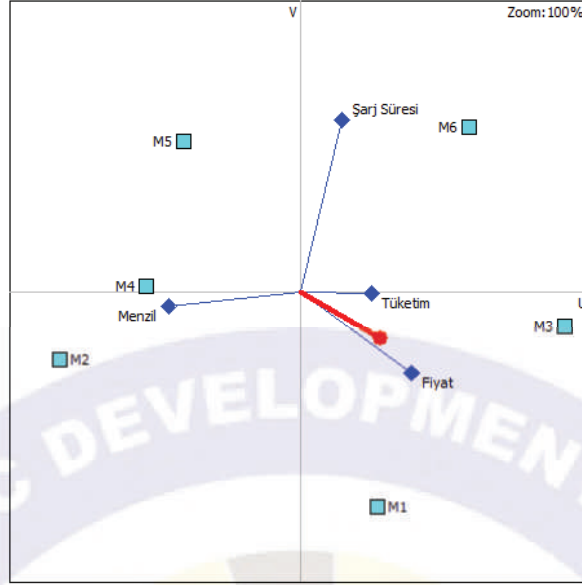 V
Zoom:100%
Şarj Süresi
M6
M5
M4
Menzil
Tüketim
U
M3
M2
Fiyat
C DEVELOPMEN
M1